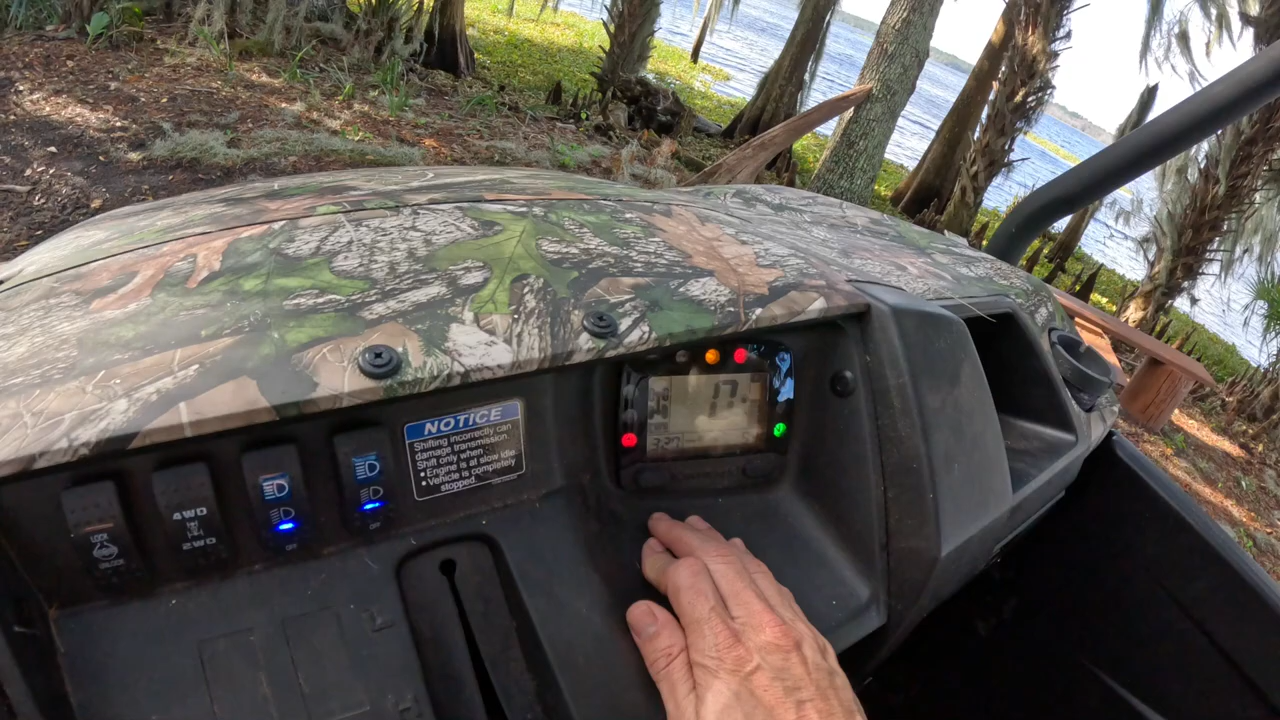 LOCK
UNLOCK
4WD
2WD
OFF
OFF
NOTICE
Shifting incorrectly can
damage transmission.
Shift only when :
• Engine is at slow idle.
• Vehicle is completely
stopped.